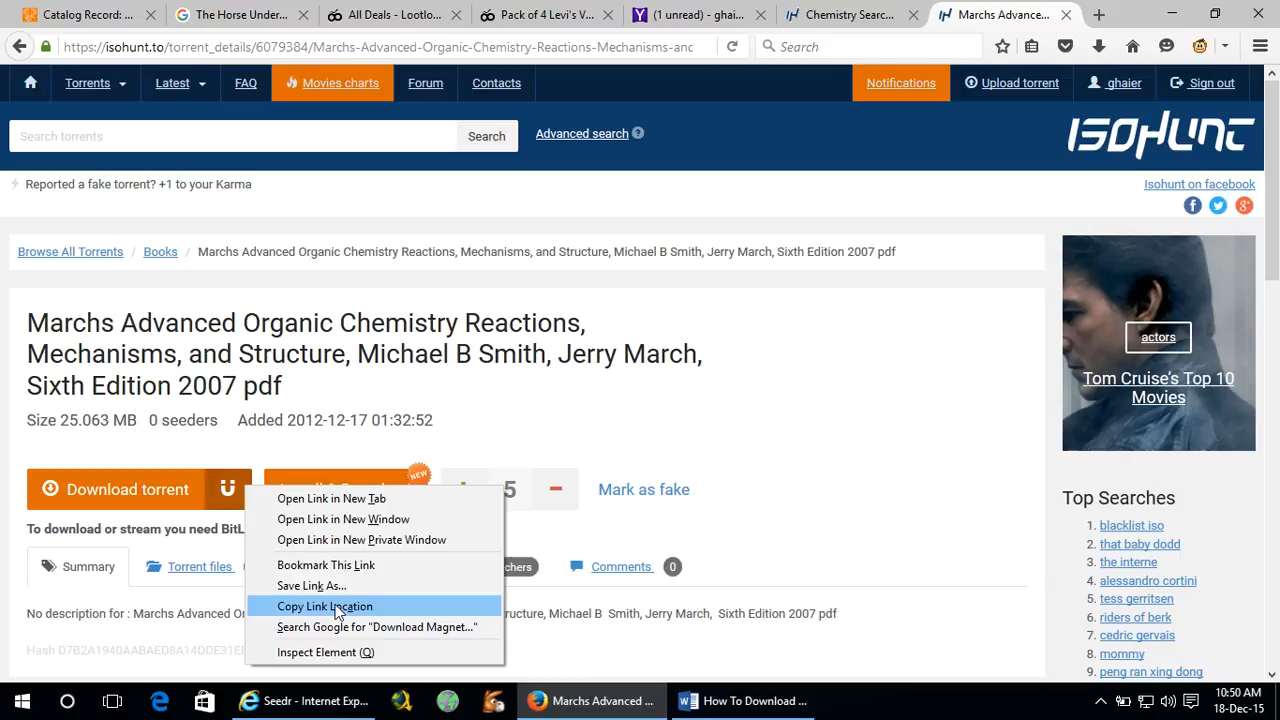 Catalog Record:...
The Horse Under...
All Deals - Lootlo...
Pack of 4 Levi's V...
(1 unread) - ghai...
Chemistry Searc...
Marchs Advance...
https://isohunt.to/torrent_details/6079384/Marchs-Advanced-Organic-Chemistry-Reactions-Mechanisms-anc
Search
Torrents
Latest
FAQ
Movies charts
Forum
Contacts
Notifications
Upload torrent
ghaier
Sign out
Search torrents
Search
Advanced search ?
ISOHUNT
Reported a fake torrent? +1 to your Karma
Isohunt on facebook
Browse All Torrents / Books / Marchs Advanced Organic Chemistry Reactions, Mechanisms, and Structure, Michael B Smith, Jerry March, Sixth Edition 2007 pdf
Marchs Advanced Organic Chemistry Reactions,
Mechanisms, and Structure, Michael B Smith, Jerry March,
Sixth Edition 2007 pdf
Size 25.063 MB 0 seeders Added 2012-12-17 01:32:52
actors
Tom Cruise's Top 10
Movies
Download torrent
NEW
5
Mark as fake
To download or stream you need BitL
Open Link in New Tab
Open Link in New Window
Open Link in New Private Window
Bookmark This Link
Save Link As...
Copy Link Location
Search Google for "Download Magnet..."
Inspect Element (Q)
Summary
Torrent files
chers
Comments 0
No description for : Marchs Advanced Or
ructure, Michael B Smith, Jerry March, Sixth Edition 2007 pdf
Hash D7B2A1940AABAED8A14DDE31EE
Top Searches
1. blacklist iso
2. that baby dodd
3. the interne
4. alessandro cortini
5. tess gerritsen
6. riders of berk
7. cedric gervais
8. mommy
9. peng ran xing dong
Seedr - Internet Exp...
Marchs Advanced ...
How To Download ...
10:50 AM
18-Dec-15